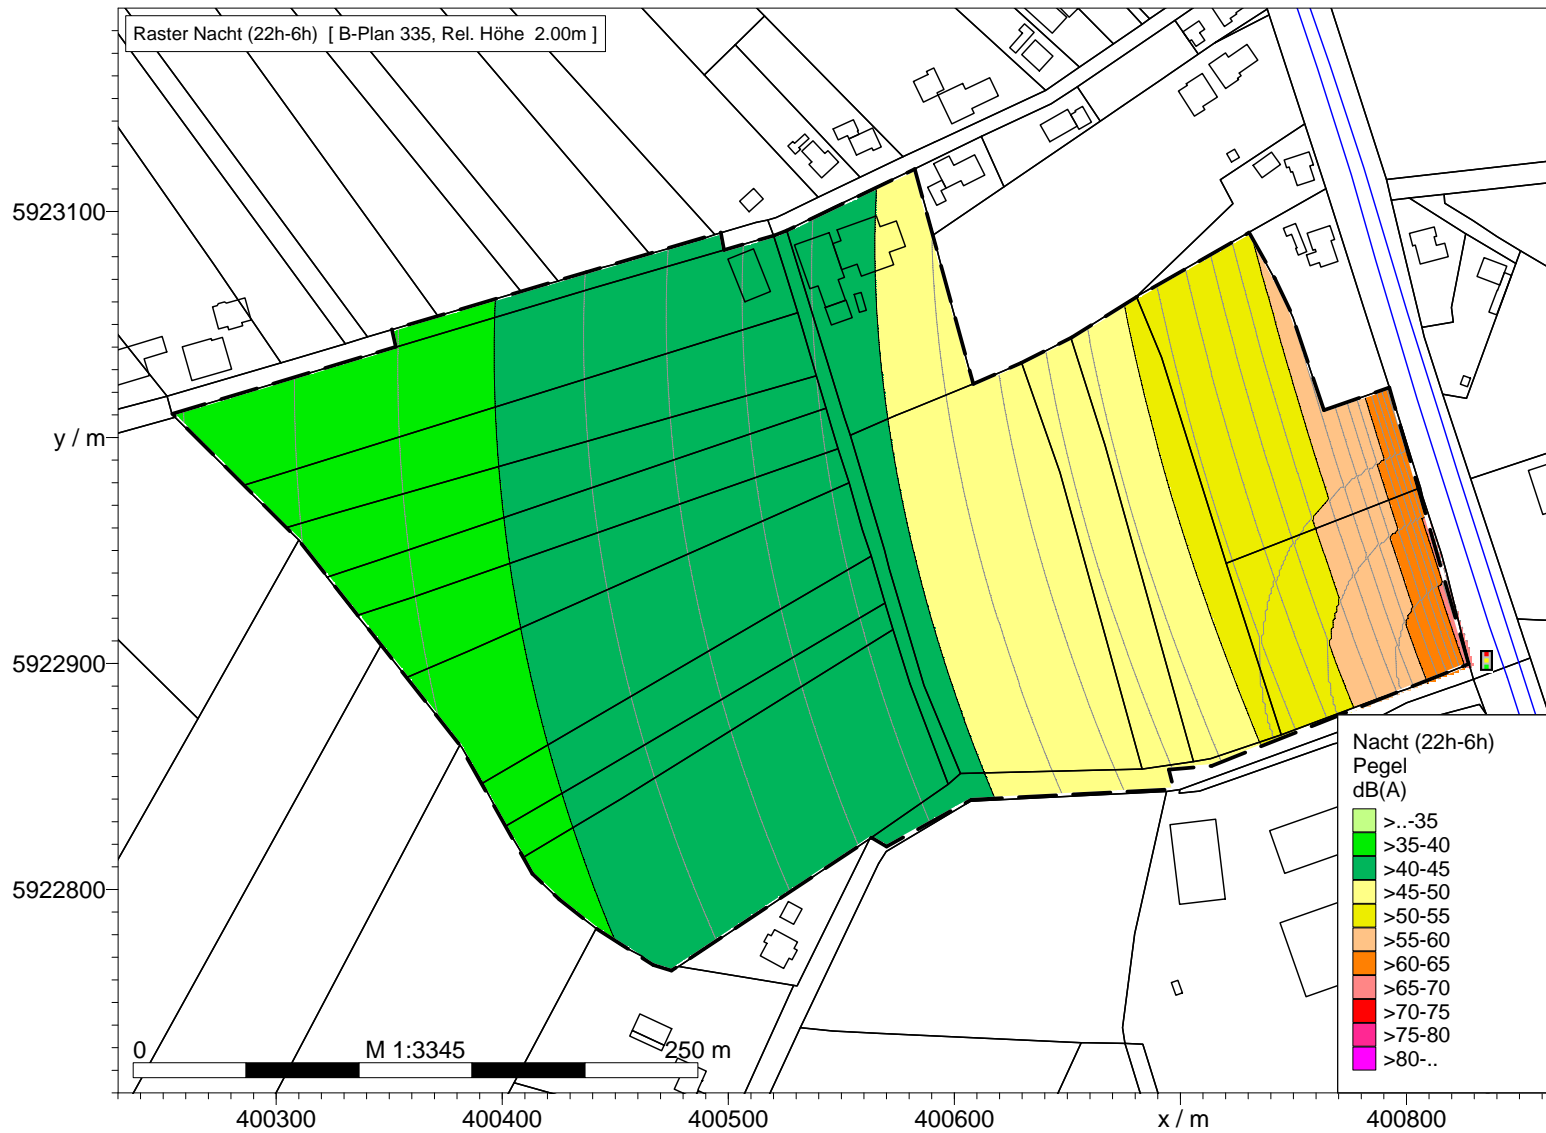 Raster Nacht (22h-6h) [ B-Plan 335, Rel. Höhe 2.00m ]
5923100
y / m
5922900
5922800
Nacht (22h-6h)
Pegel
dB(A)
>..-35
>35-40
>40-45
>45-50
>50-55
>55-60
>60-65
>65-70
>70-75
>75-80
>80-..
0 M 1:3345 250 m
400300 400400 400500 400600 x / m 400800